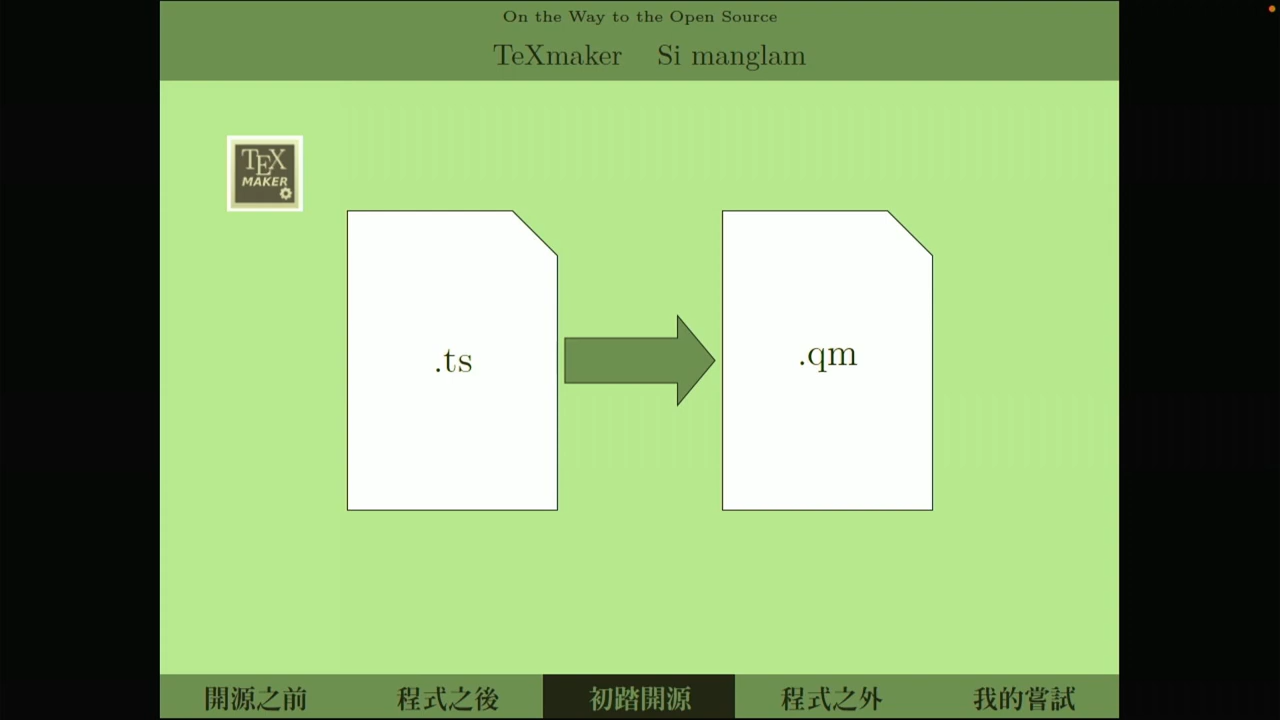 On the Way to the Open Source
TeXmaker Si manglam
TEX
MAKER
.ts
.qm
開源之前 程式之後 初踏開源 程式之外 我的嘗試